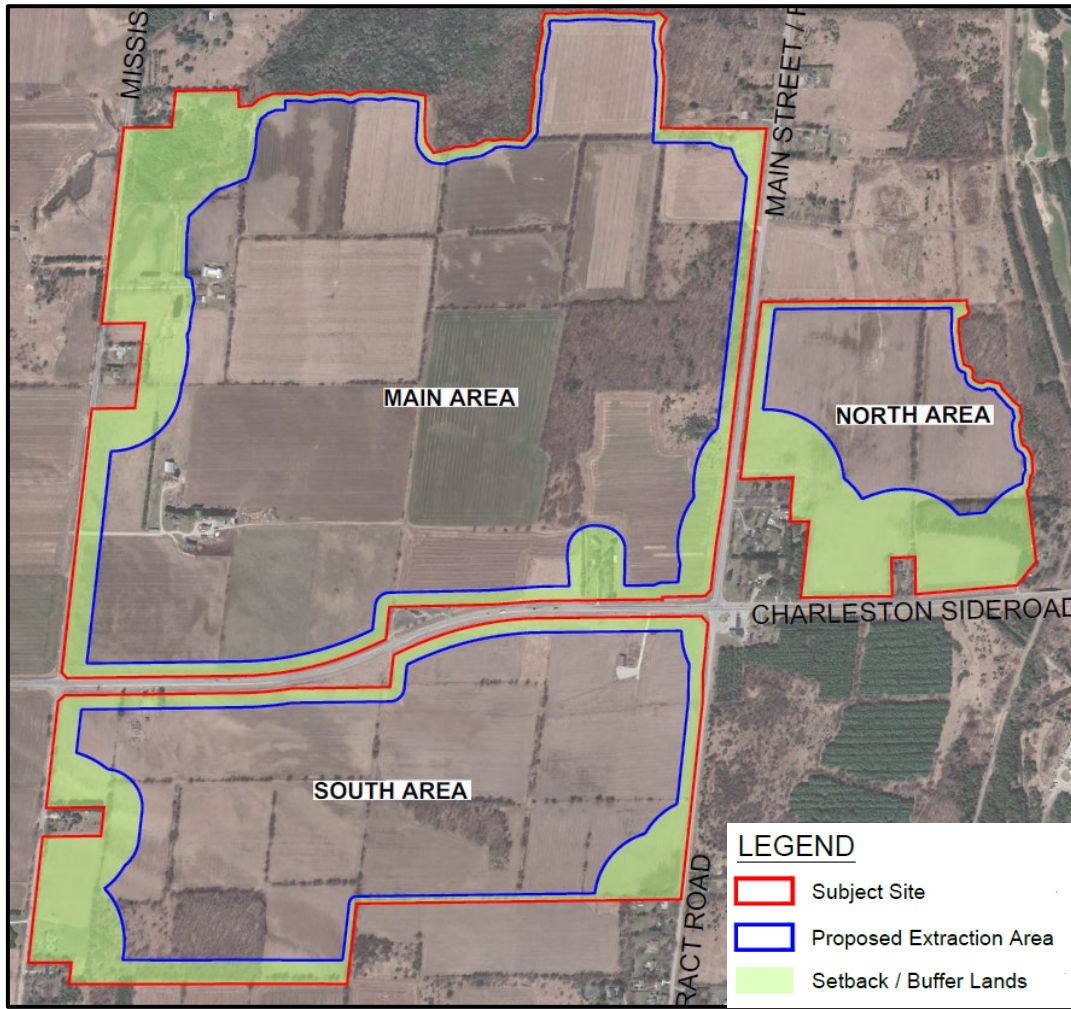 MISSIS
MAIN STREET /
MAIN AREA
NORTH AREA
CHARLESTON SIDEROAD
SOUTH AREA
RACT ROAD
LEGEND
Subject Site
Proposed Extraction Area
Setback / Buffer Lands